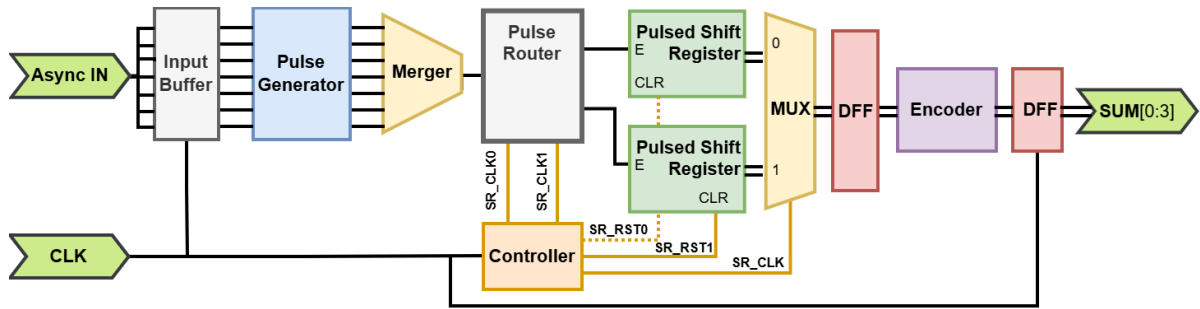 Async IN
Input
Buffer
Pulse
Generator
Merger
Pulse
Router
E
Pulsed Shift
Register
CLR
E
Pulsed Shift
Register
CLR
0
MUX
1
DFF
Encoder
DFF
SUM[0:3]
SR_CLK0
SR_CLK1
CLK
Controller
SR_RST0
SR_RST1
SR_CLK